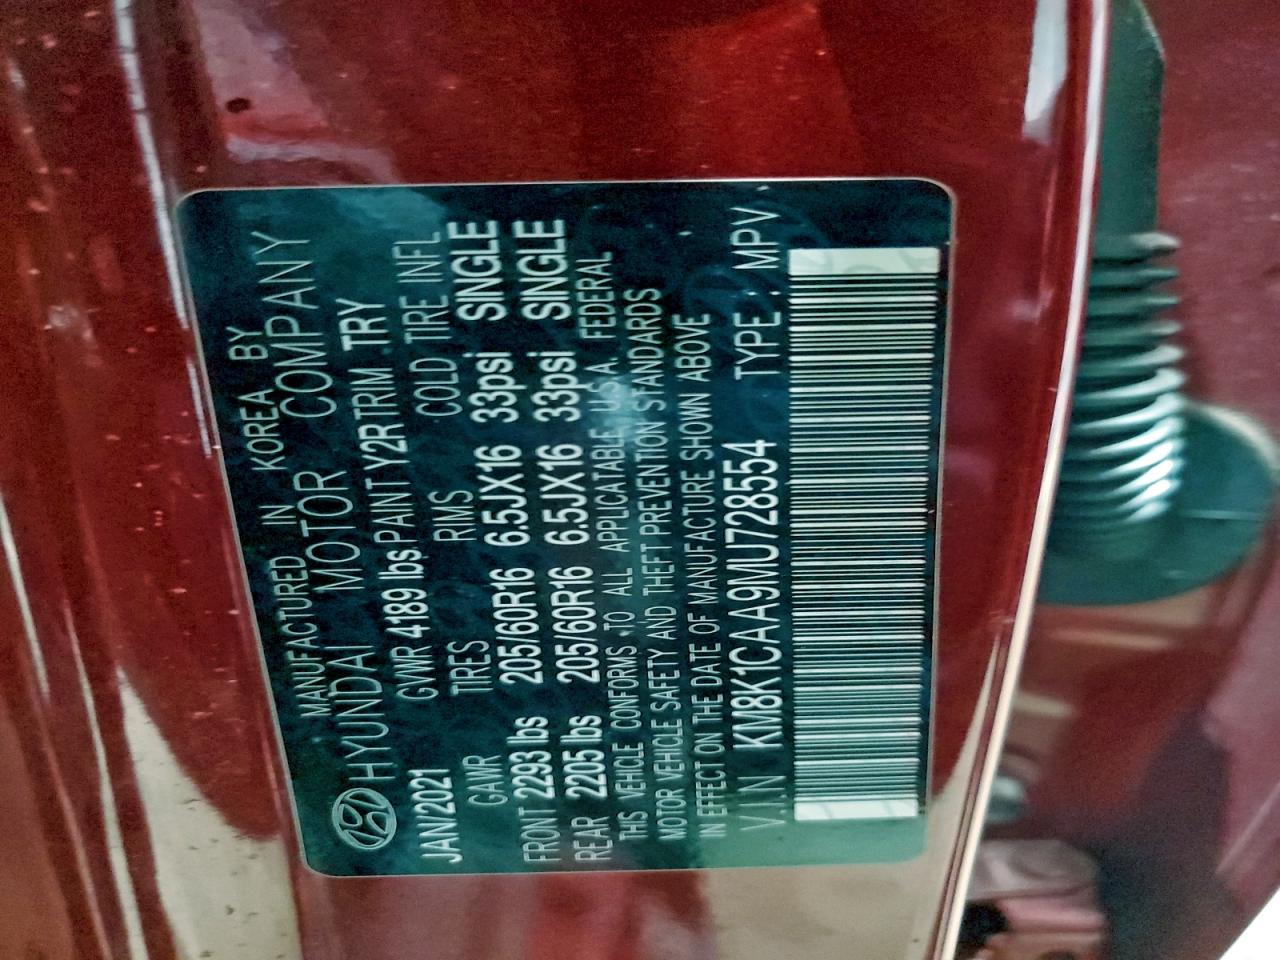 MANUFACTURED IN KOREA BY
HYUNDAI MOTOR COMPANY
JAN/2021 GVWR 4189 lbs PAINT Y2R TRIM TRY
GAWR TIRES RIMS COLD TIRE INFL
FRONT 2293 lbs 205/60R16 6.5JX16 33psi SINGLE
REAR 2205 lbs 205/60R16 6.5JX16 33psi SINGLE
THIS VEHICLE CONFORMS TO ALL APPLICABLE U.S.A. FEDERAL
MOTOR VEHICLE SAFETY AND THEFT PREVENTION STANDARDS
IN EFFECT ON THE DATE OF MANUFACTURE SHOWN ABOVE
V.I.N KM8K1CAA9MU728554 TYPE : MPV